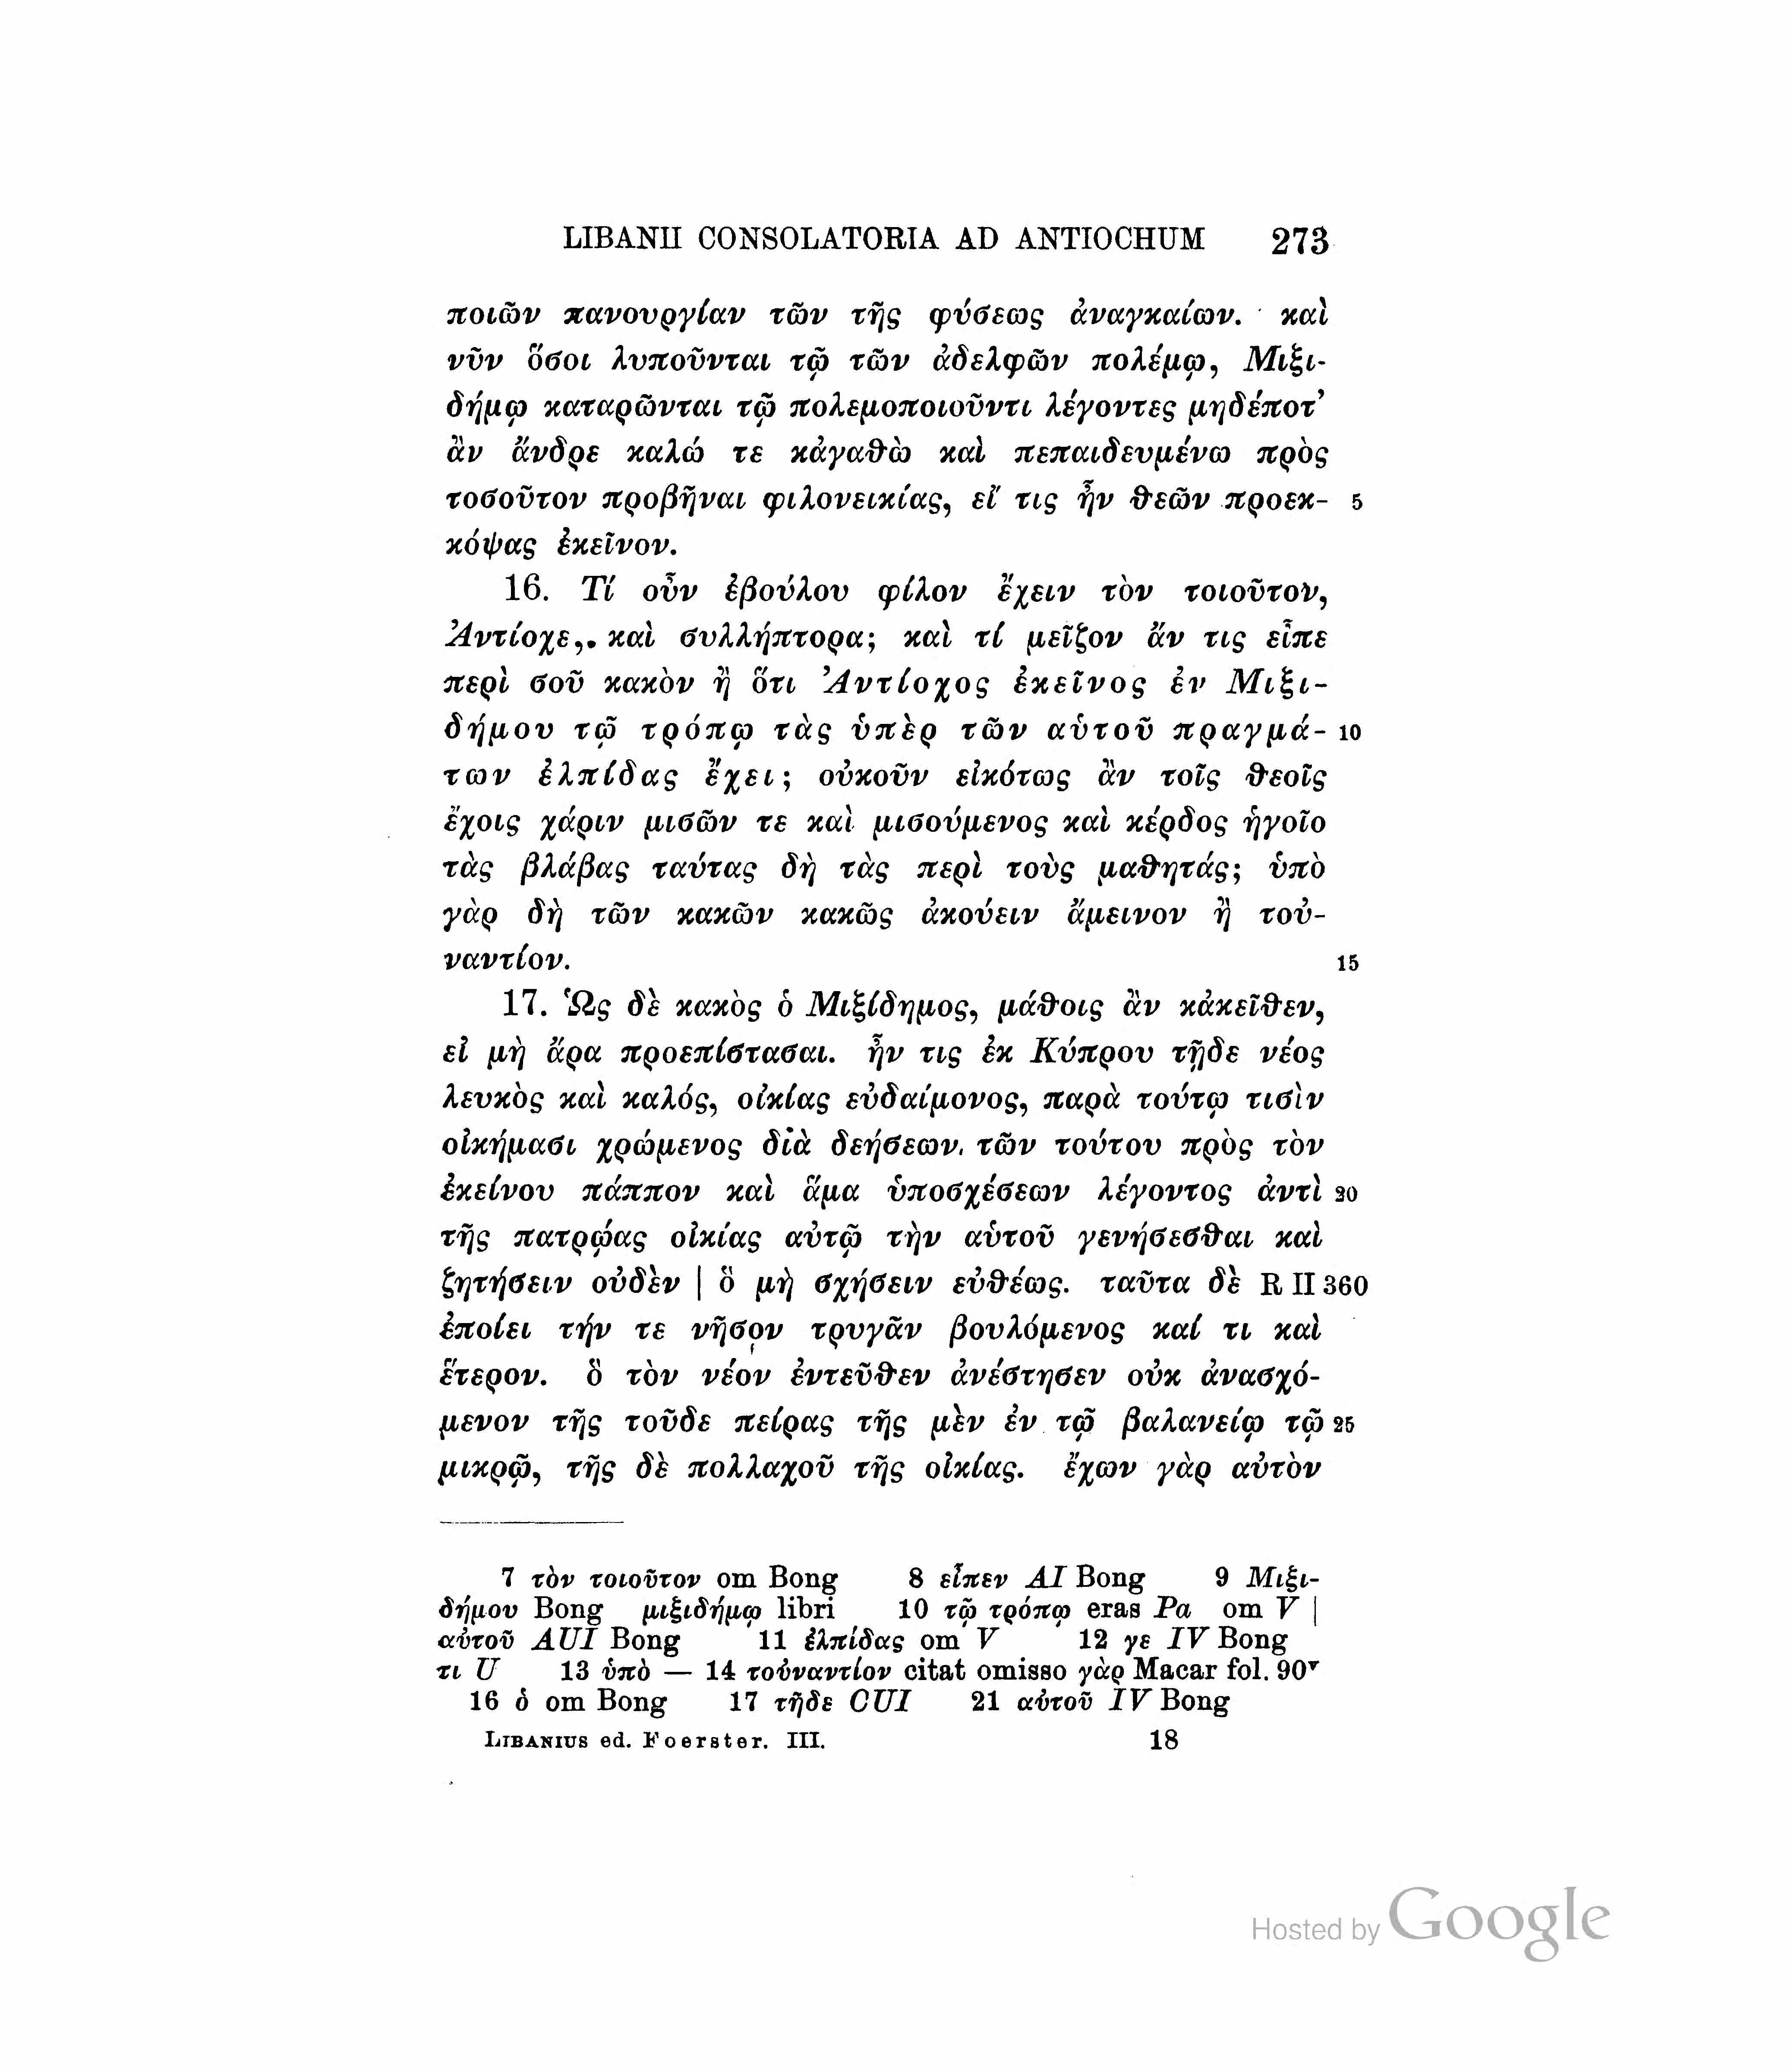 LIBANII CONSOLATORIA AD ANTIOCHUM 273
ποιῶν πανουργίαν τῶν τῆς φύσεως ἀναγκαίων. καὶ
νῦν ὅσοι λυποῦνται τῷ τῶν ἀδελφῶν πολέμῳ, Μιξι-
δήμῳ καταρῶνται τῷ πολεμοποιοῦντι λέγοντες μηδέποτ’
ἂν ἄνδρε καλώ τε κἀγαθὼ καὶ πεπαιδευμένω πρὸς
τοσοῦτον προβῆναι φιλονεικίας, εἴ τις ἦν θεῶν προεκ- 5
κόψας ἐκεῖνον.
16. Τί οὖν ἐβούλου φίλον ἔχειν τὸν τοιοῦτον,
Ἀντίοχε, καὶ συλλήπτορα; καὶ τί μεῖζον ἄν τις εἶπε
περὶ σοῦ κακὸν ἢ ὅτι Ἀντίοχος ἐκεῖνος ἐν Μιξι-
δήμου τῷ τρόπῳ τὰς ὑπὲρ τῶν αὑτοῦ πραγμά- 10
των ἐλπίδας ἔχει; οὐκοῦν εἰκότως ἂν τοῖς θεοῖς
ἔχοις χάριν μισῶν τε καὶ μισούμενος καὶ κέρδος ἡγοῖο
τὰς βλάβας ταύτας δὴ τὰς περὶ τοὺς μαθητάς; ὑπὸ
γὰρ δὴ τῶν κακῶν κακῶς ἀκούειν ἄμεινον ἢ τοὐ-
ναντίον. 15
17. Ὡς δὲ κακὸς ὁ Μιξίδημος, μάθοις ἂν κἀκεῖθεν,
εἰ μὴ ἄρα προεπίστασαι. ἦν τις ἐκ Κύπρου τῇδε νέος
λευκὸς καὶ καλός, οἰκίας εὐδαίμονος, παρὰ τούτῳ τισὶν
οἰκήμασι χρώμενος διὰ δεήσεων τῶν τούτου πρὸς τὸν
ἐκείνου πάππον καὶ ἅμα ὑποσχέσεων λέγοντος ἀντὶ 20
τῆς πατρῴας οἰκίας αὐτῷ τὴν αὑτοῦ γενήσεσθαι καὶ
ζητήσειν οὐδὲν | ὃ μὴ σχήσειν εὐθέως. ταῦτα δὲ R II 360
ἐποίει τήν τε νῆσον τρυγᾶν βουλόμενος καί τι καὶ
ἕτερον. ὃ τὸν νέον ἐντεῦθεν ἀνέστησεν οὐκ ἀνασχό-
μενον τῆς τοῦδε πείρας τῆς μὲν ἐν τῷ βαλανείῳ τῷ 25
μικρῷ, τῆς δὲ πολλαχοῦ τῆς οἰκίας. ἔχων γὰρ αὐτὸν
7 τὸν τοιοῦτον om Bong 8 εἶπεν AI Bong 9 Μιξι-
δήμου Bong μιξιδήμῳ libri 10 τῷ τρόπῳ eras Pa om V |
αὐτοῦ AUI Bong 11 ἐλπίδας om V 12 γε IV Bong
τι U 13 ὑπὸ — 14 τοὐναντίον citat omisso γὰρ Macar fol. 90ᵛ
16 ὁ om Bong 17 τῆδε CUI 21 αὐτοῦ IV Bong
LIBANIUS ed. Foerster. III. 18
Hosted by Google